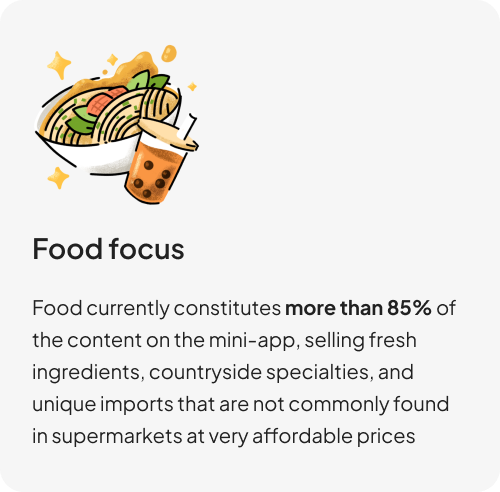 Food focus
Food currently constitutes more than 85% of
the content on the mini-app, selling fresh
ingredients, countryside specialties, and
unique imports that are not commonly found
in supermarkets at very affordable prices